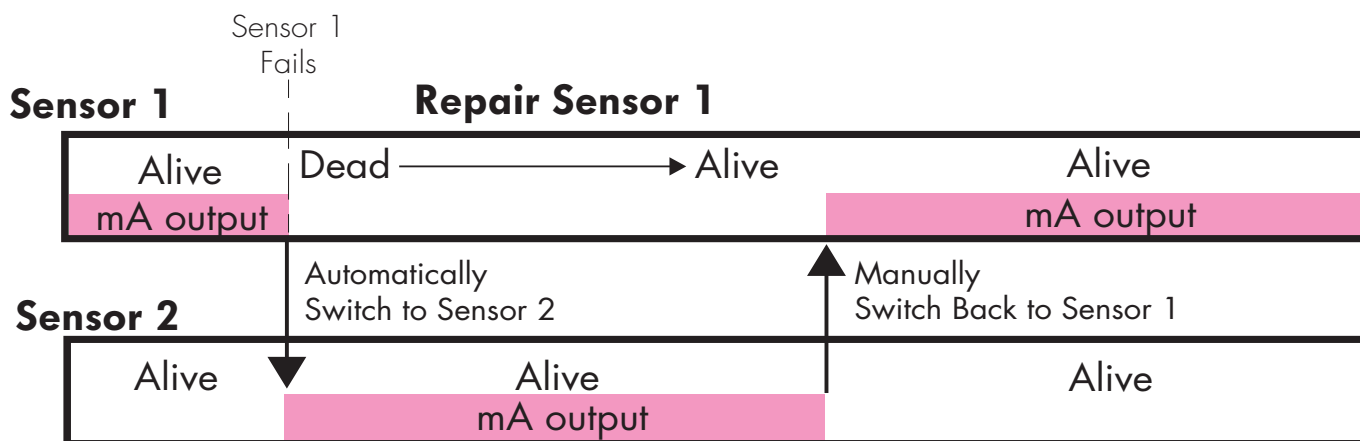 Sensor 1
Fails
Sensor 1
Repair Sensor 1
Alive
Dead
Alive
Alive
mA output
mA output
Automatically
Switch to Sensor 2
Manually
Switch Back to Sensor 1
Sensor 2
Alive
Alive
Alive
mA output